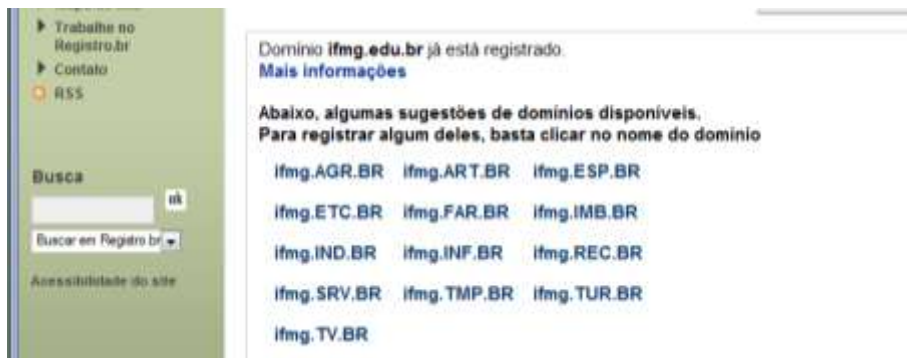 Trabalhe no
Registro.br
Contato
RSS
Busca
ok
Buscar em Registro.br
Acessibilidade do site
Domínio ifmg.edu.br já está registrado.
Mais informações
Abaixo, algumas sugestões de domínios disponíveis.
Para registrar algum deles, basta clicar no nome do domínio
ifmg.AGR.BR ifmg.ART.BR ifmg.ESP.BR
ifmg.ETC.BR ifmg.FAR.BR ifmg.IMB.BR
ifmg.IND.BR ifmg.INF.BR ifmg.REC.BR
ifmg.SRV.BR ifmg.TMP.BR ifmg.TUR.BR
ifmg.TV.BR